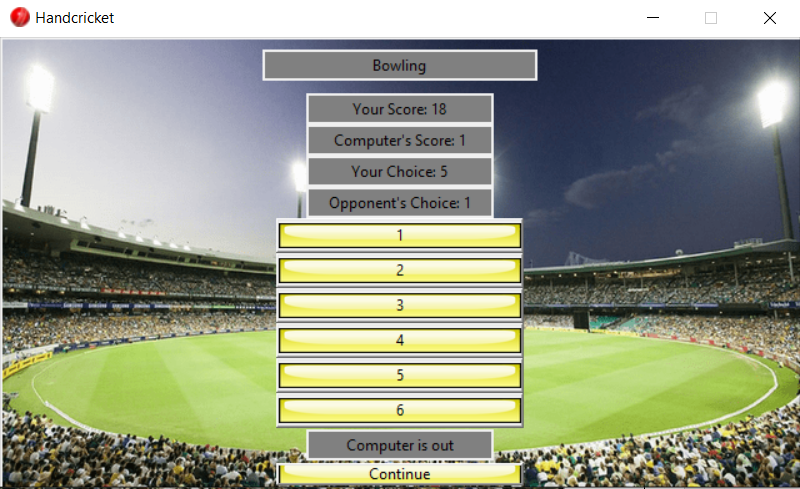 Handcricket
Bowling
Your Score: 18
Computer's Score: 1
Your Choice: 5
Opponent's Choice: 1
1
2
3
4
5
6
Computer is out
Continue